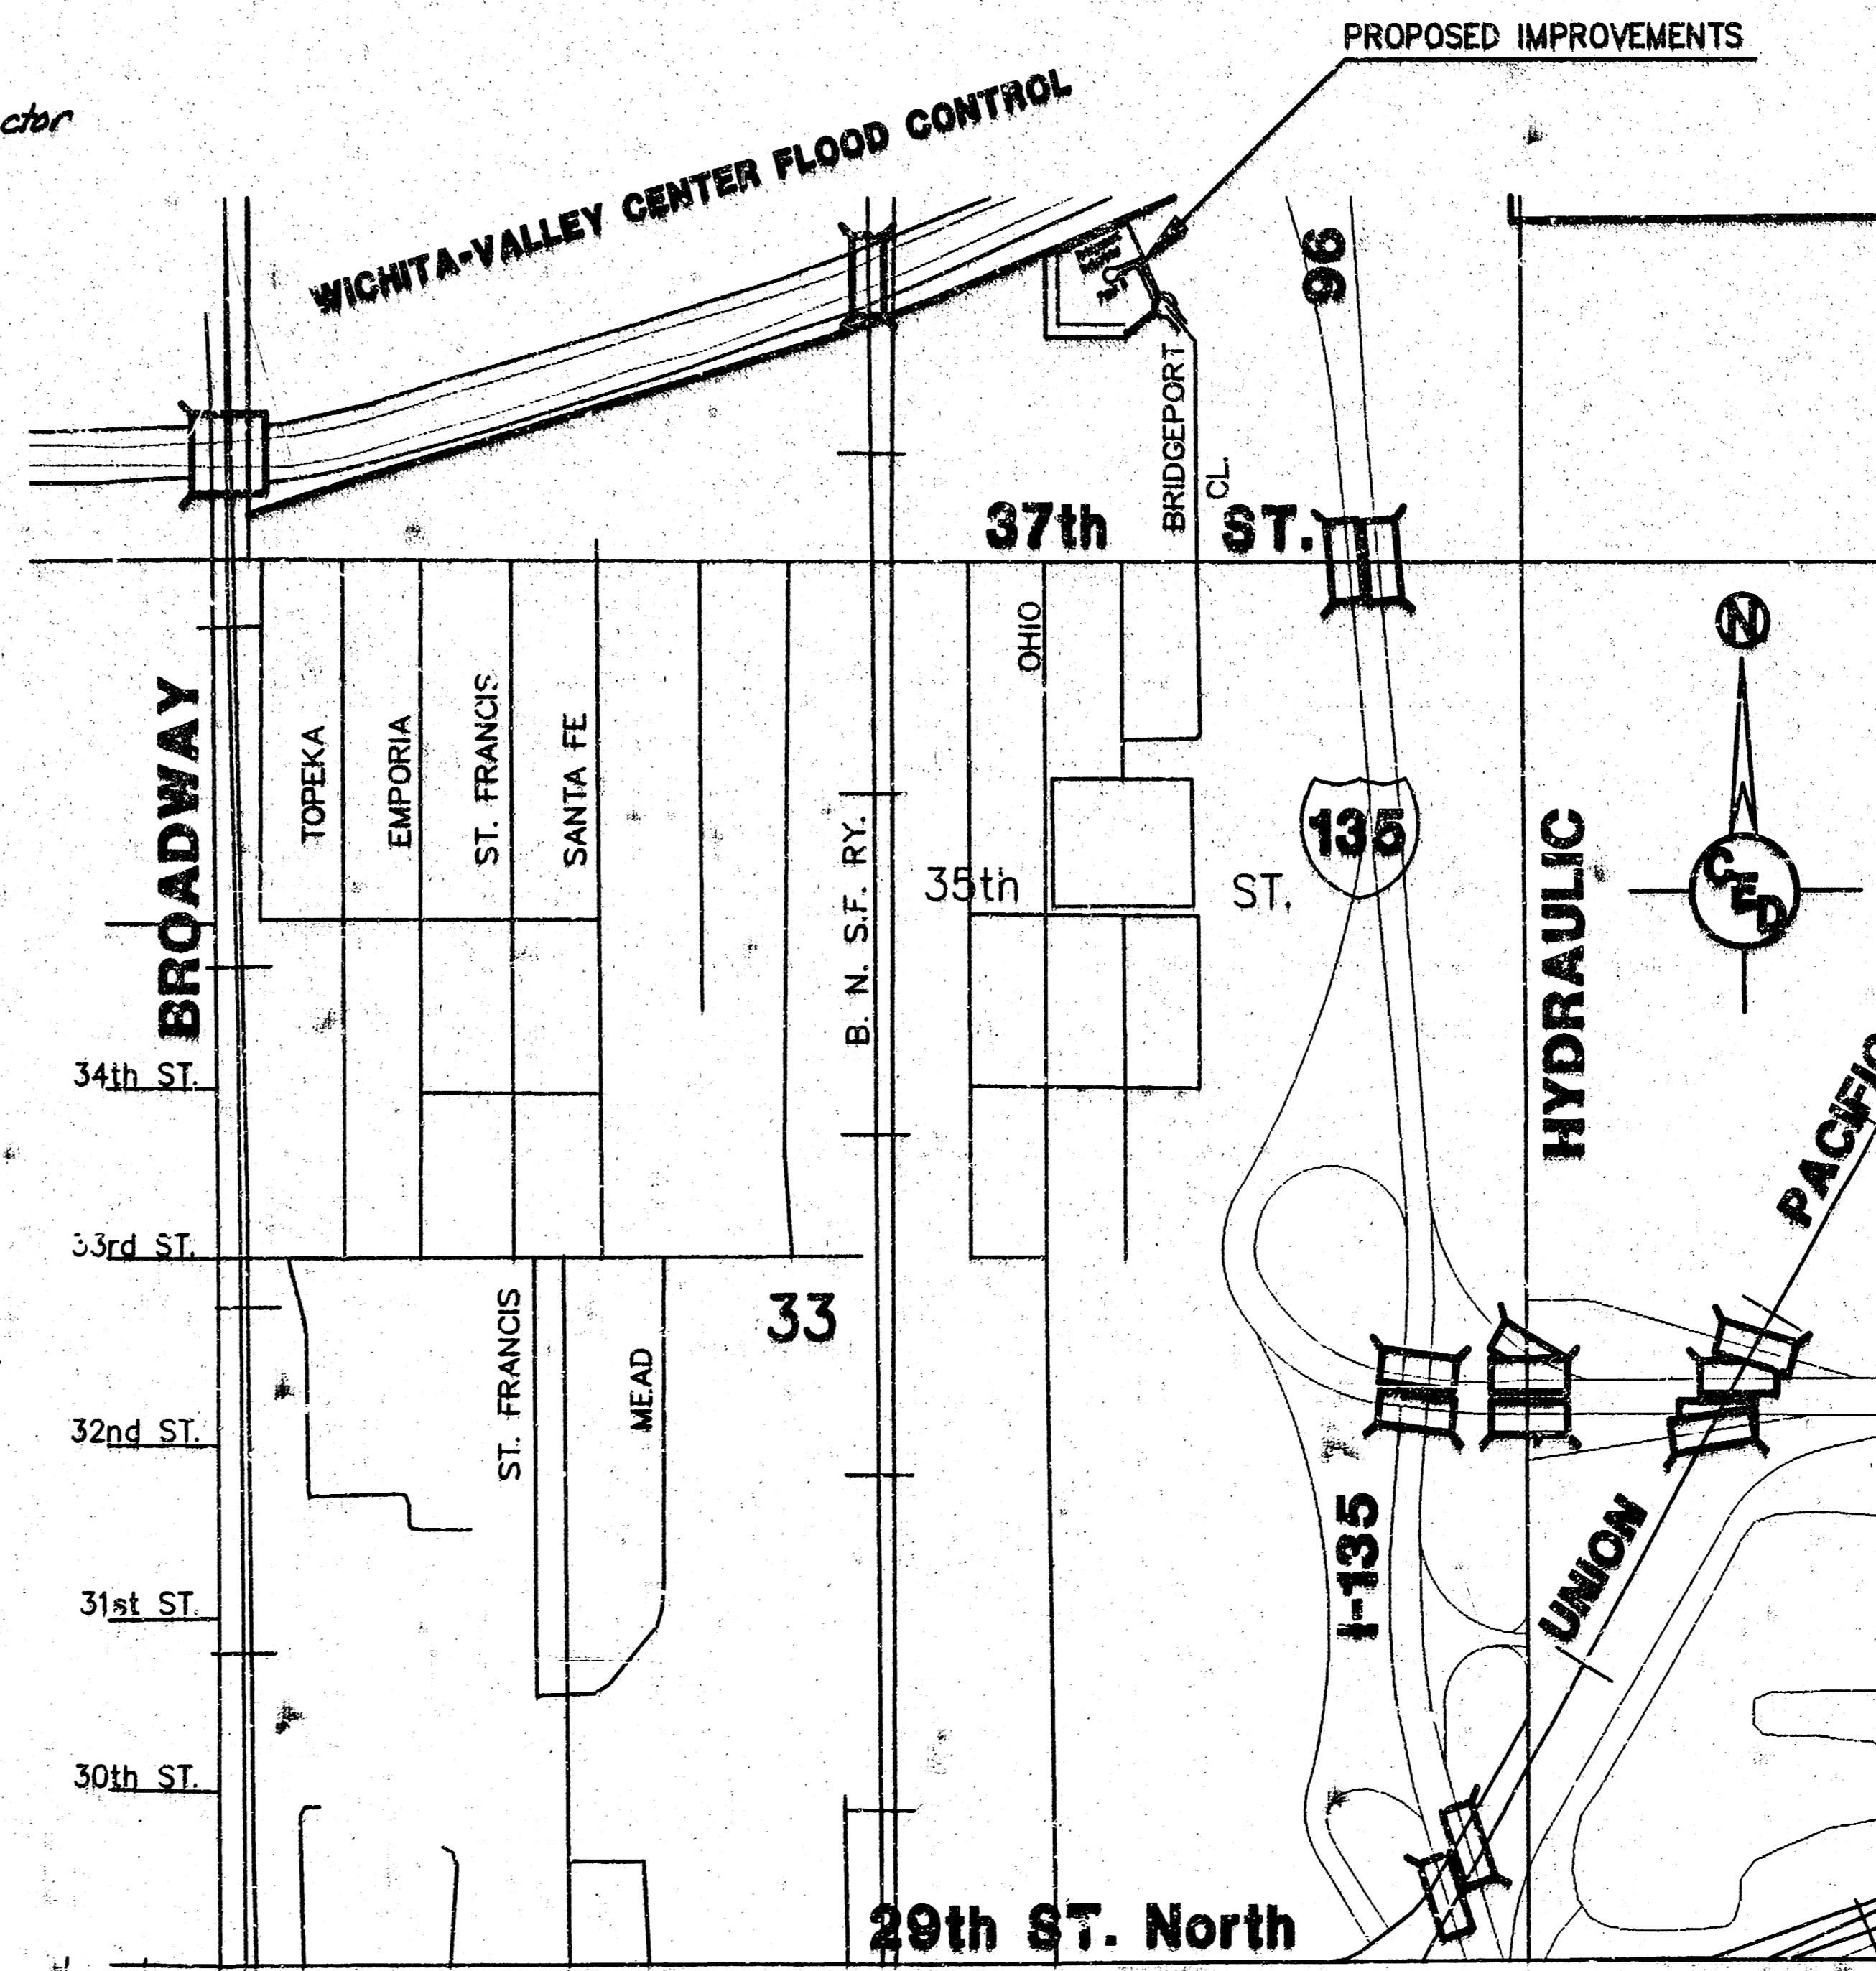 PROPOSED IMPROVEMENTS
ctor
WICHITA-VALLEY CENTER FLOOD CONTROL
96
BRIDGEPORT
CL.
37th ST.
N
OHIO
BROADWAY
TOPEKA
EMPORIA
ST. FRANCIS
SANTA FE
B. N. S.F. RY.
35th ST.
135
HYDRAULIC
CED
PACIFIC
34th ST.
33rd ST.
33
ST. FRANCIS
MEAD
32nd ST.
I-135
UNION
31st ST.
30th ST.
29th ST. North